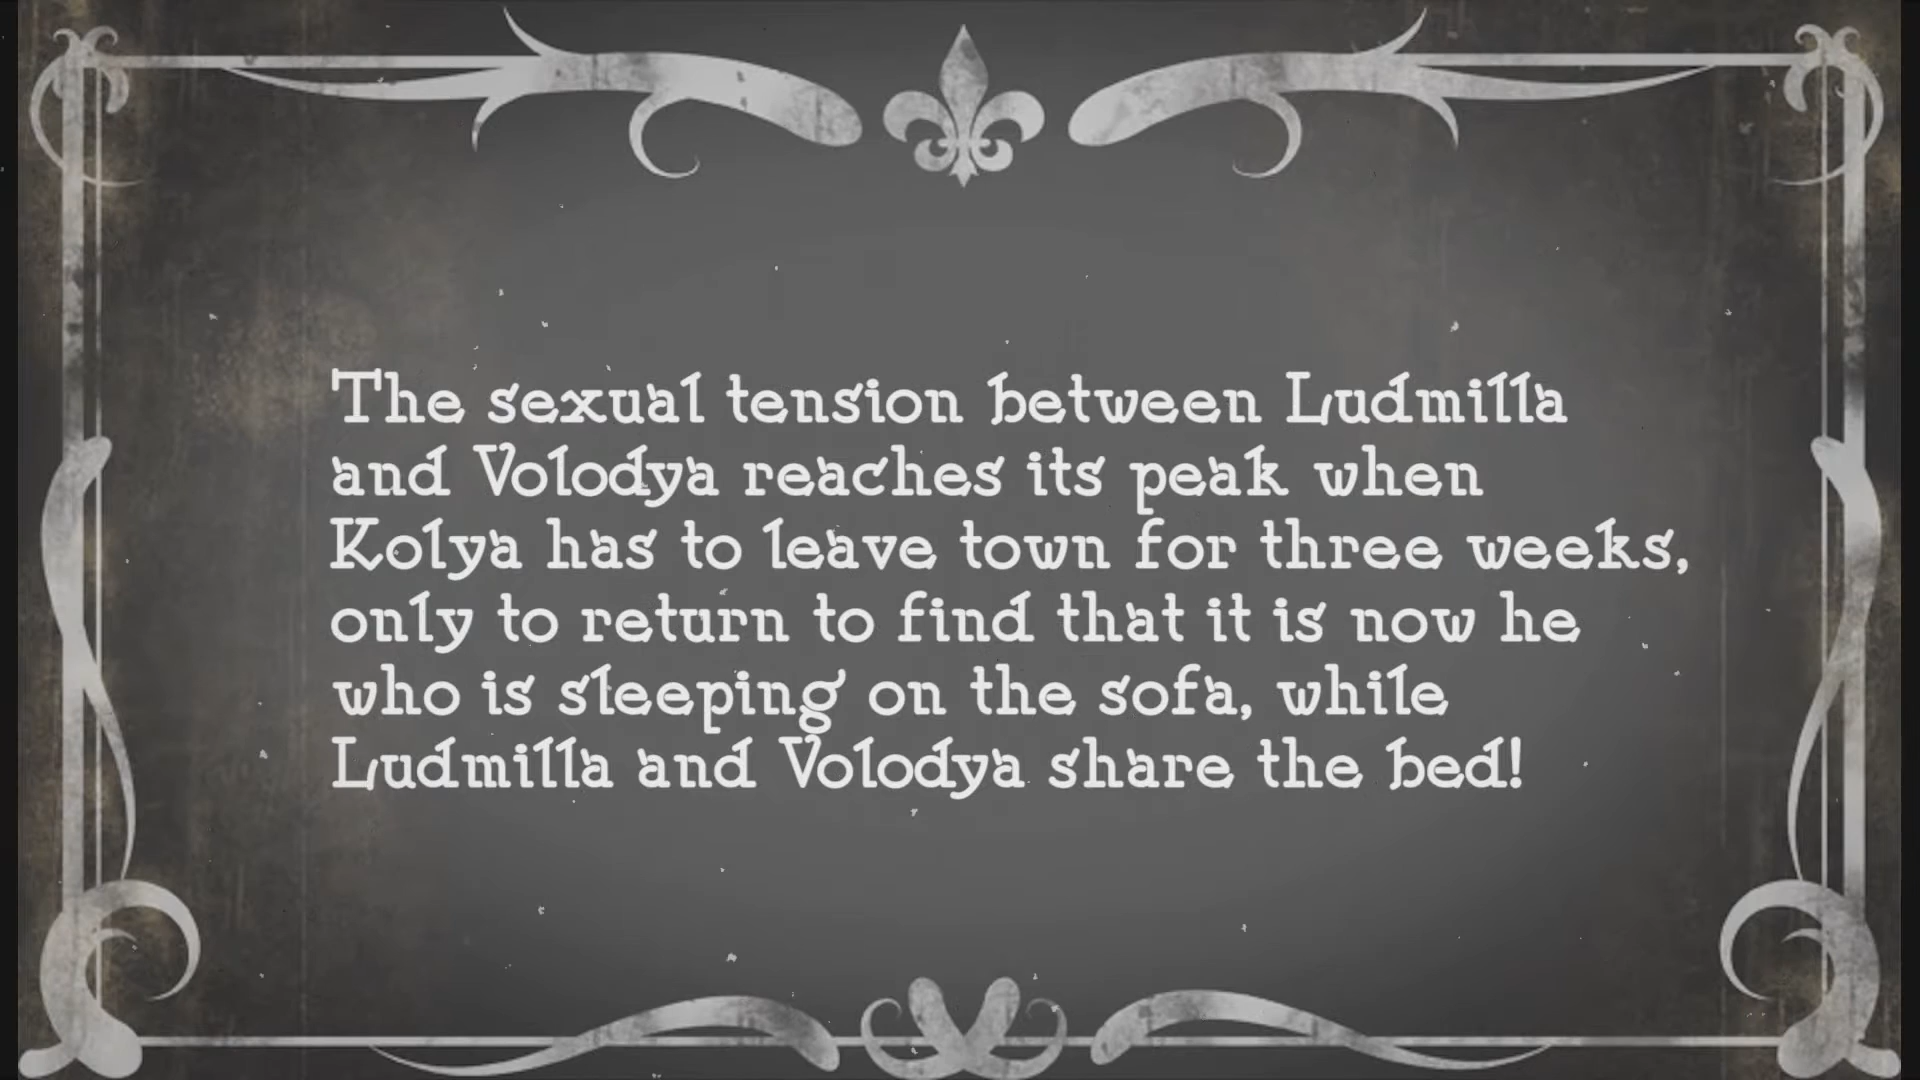 The sexual tension between Ludmilla
and Volodya reaches its peak when
Kolya has to leave town for three weeks,
only to return to find that it is now he
who is sleeping on the sofa, while
Ludmilla and Volodya share the bed!